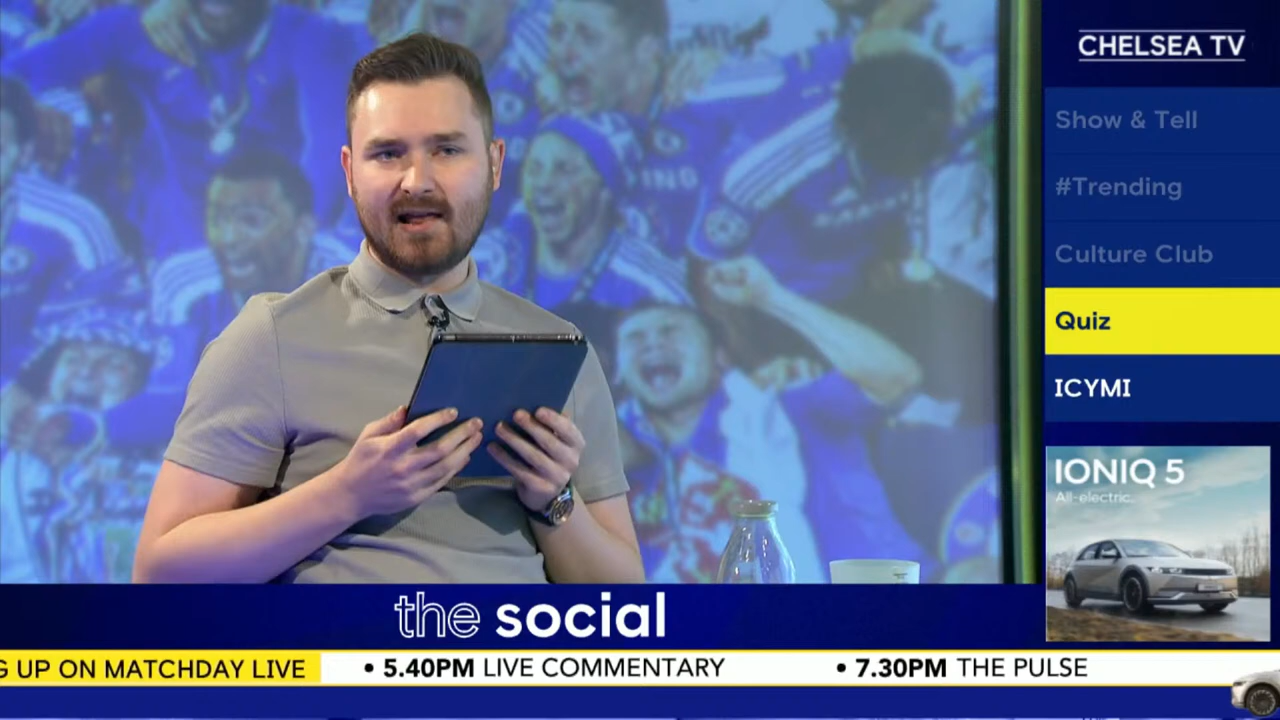 CHELSEA TV
Show & Tell
#Trending
Culture Club
Quiz
ICYMI
IONIQ 5
All-electric.
the social
G UP ON MATCHDAY LIVE • 5.40PM LIVE COMMENTARY • 7.30PM THE PULSE